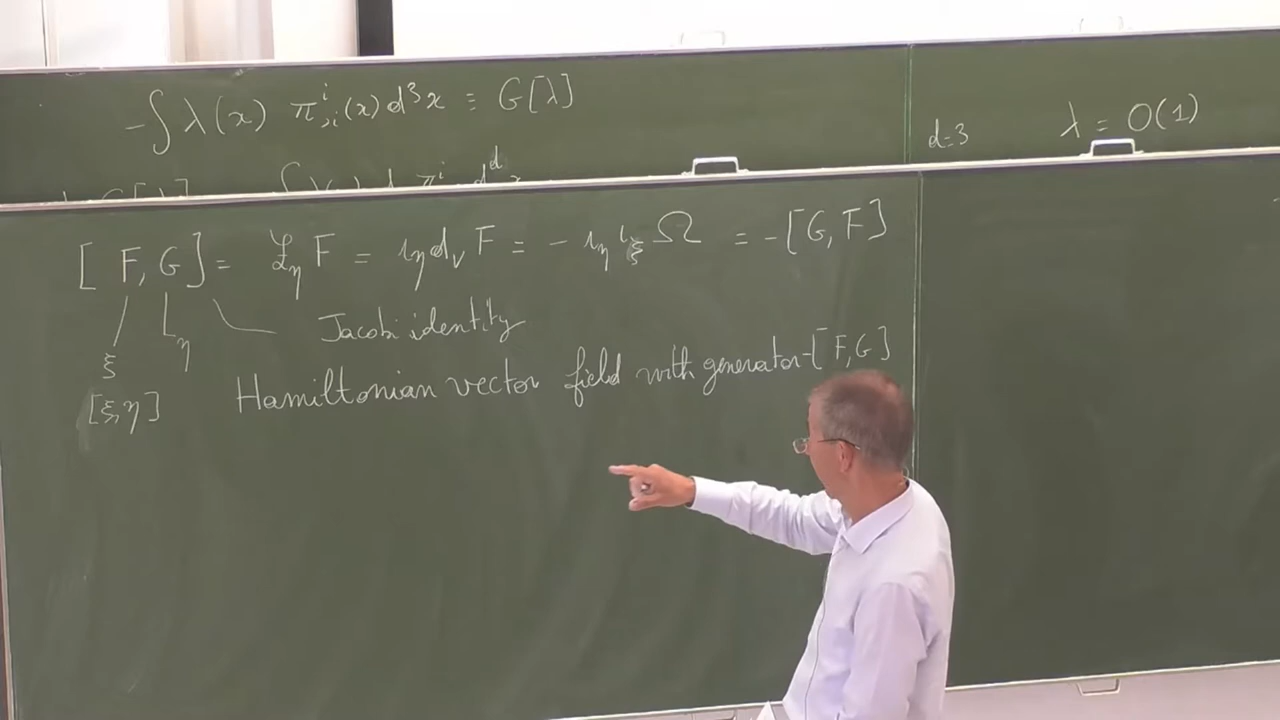 -∫ λ(x) π^i_{,i}(x) d³x ≡ G[λ]
d=3
λ = O(1)
[F, G] = ℒ_η F = ι_η d_V F = - ι_η ι_ξ Ω = -[G, F]
Jacobi identity
ξ η
[ξ, η] Hamiltonian vector field with generator -[F, G]